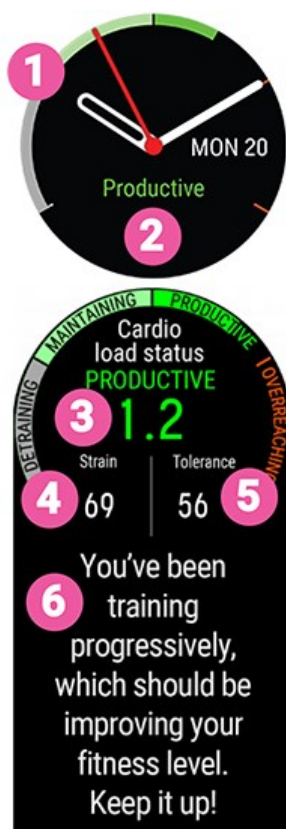 1
MON 20
Productive
2
DETRAINING
MAINTAINING
PRODUCTIVE
OVERREACHING
Cardio
load status
PRODUCTIVE
3 1.2
Strain Tolerance
4 69 56 5
6
You've been
training
progressively,
which should be
improving your
fitness level.
Keep it up!